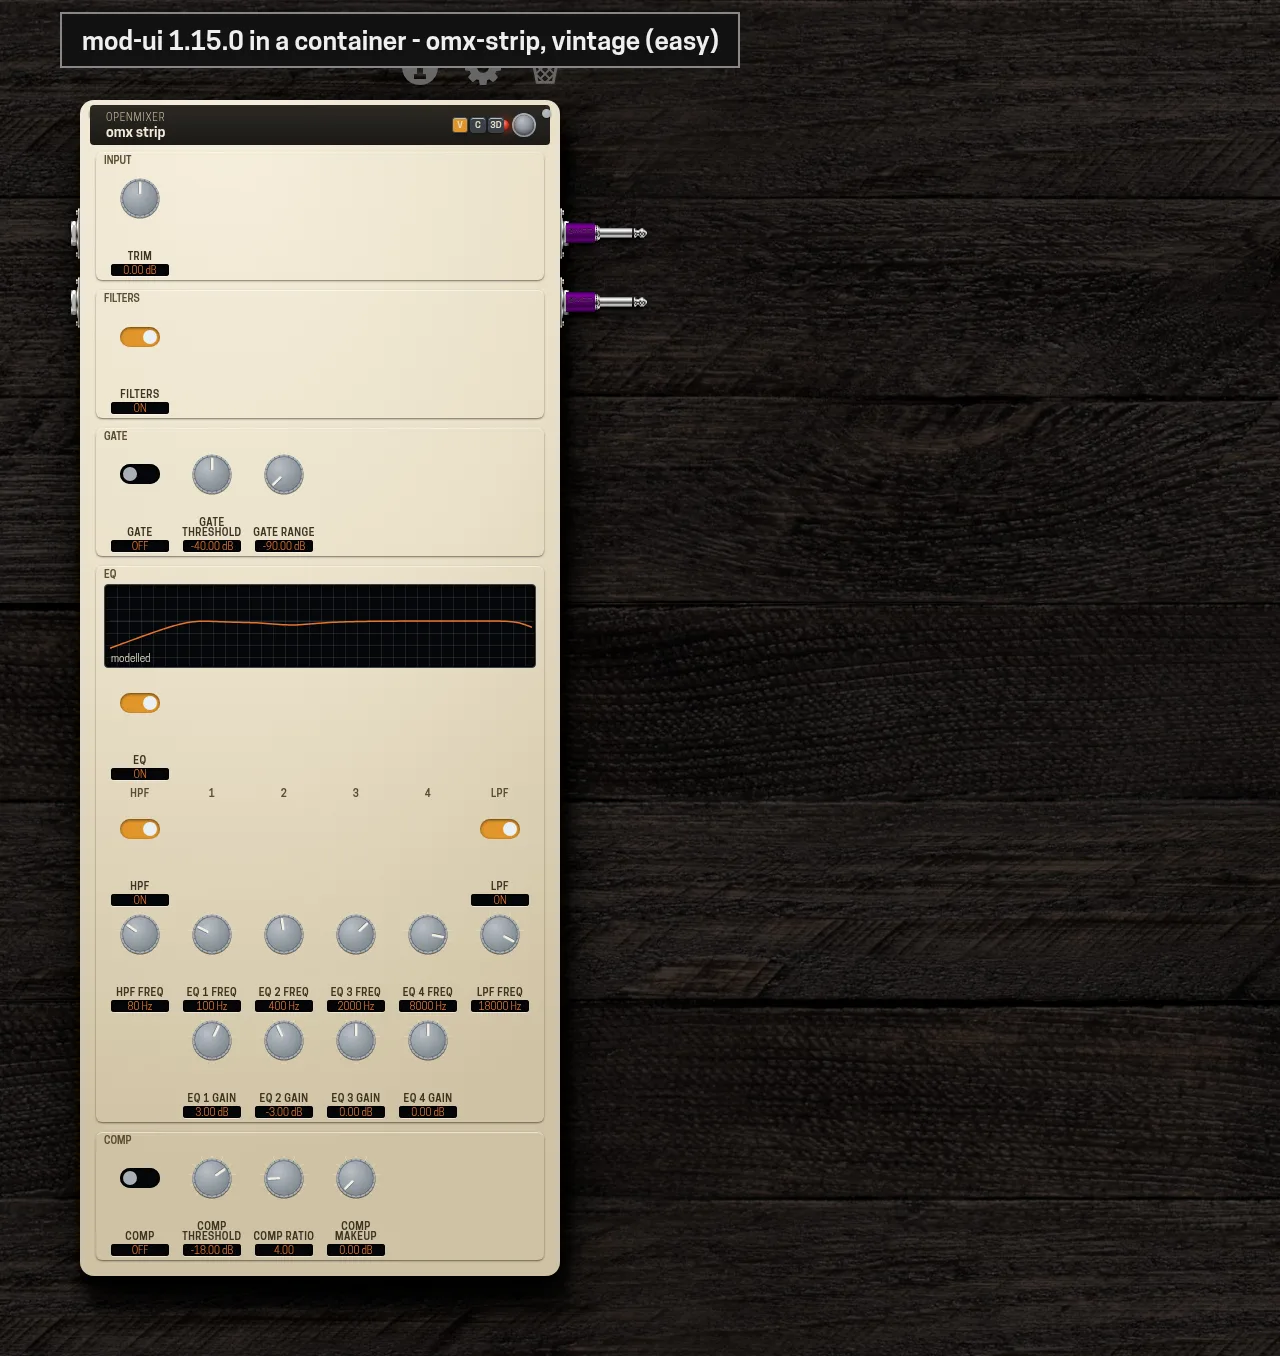 mod-ui 1.15.0 in a container - omx-strip, vintage (easy)
OPENMIXER
omx strip
V C 3D
INPUT
TRIM
0.00 dB
FILTERS
FILTERS
ON
GATE
GATE GATE THRESHOLD GATE RANGE
OFF -40.00 dB -90.00 dB
EQ
modelled
EQ
ON
HPF 1 2 3 4 LPF
HPF LPF
ON ON
HPF FREQ EQ 1 FREQ EQ 2 FREQ EQ 3 FREQ EQ 4 FREQ LPF FREQ
80 Hz 100 Hz 400 Hz 2000 Hz 8000 Hz 18000 Hz
EQ 1 GAIN EQ 2 GAIN EQ 3 GAIN EQ 4 GAIN
3.00 dB -3.00 dB 0.00 dB 0.00 dB
COMP
COMP COMP THRESHOLD COMP RATIO COMP MAKEUP
OFF -18.00 dB 4.00 0.00 dB